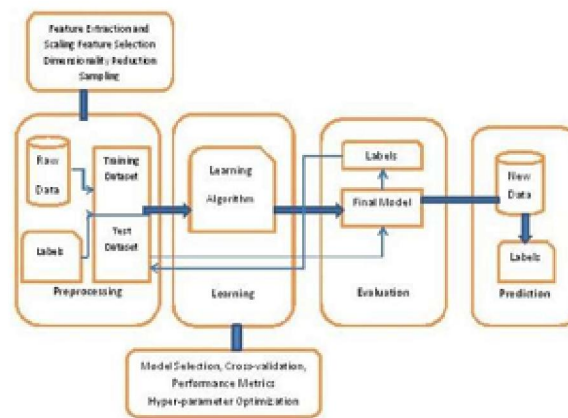 Feature Extraction and
Scaling Feature Selection
Dimensionality Reduction
Sampling
Raw
Data
Training
Dataset
Labels
Test
Dataset
Preprocessing
Learning
Algorithm
Learning
Labels
Final Model
Evaluation
New
Data
Labels
Prediction
Model Selection, Cross-validation,
Performance Metrics
Hyper-parameter Optimization